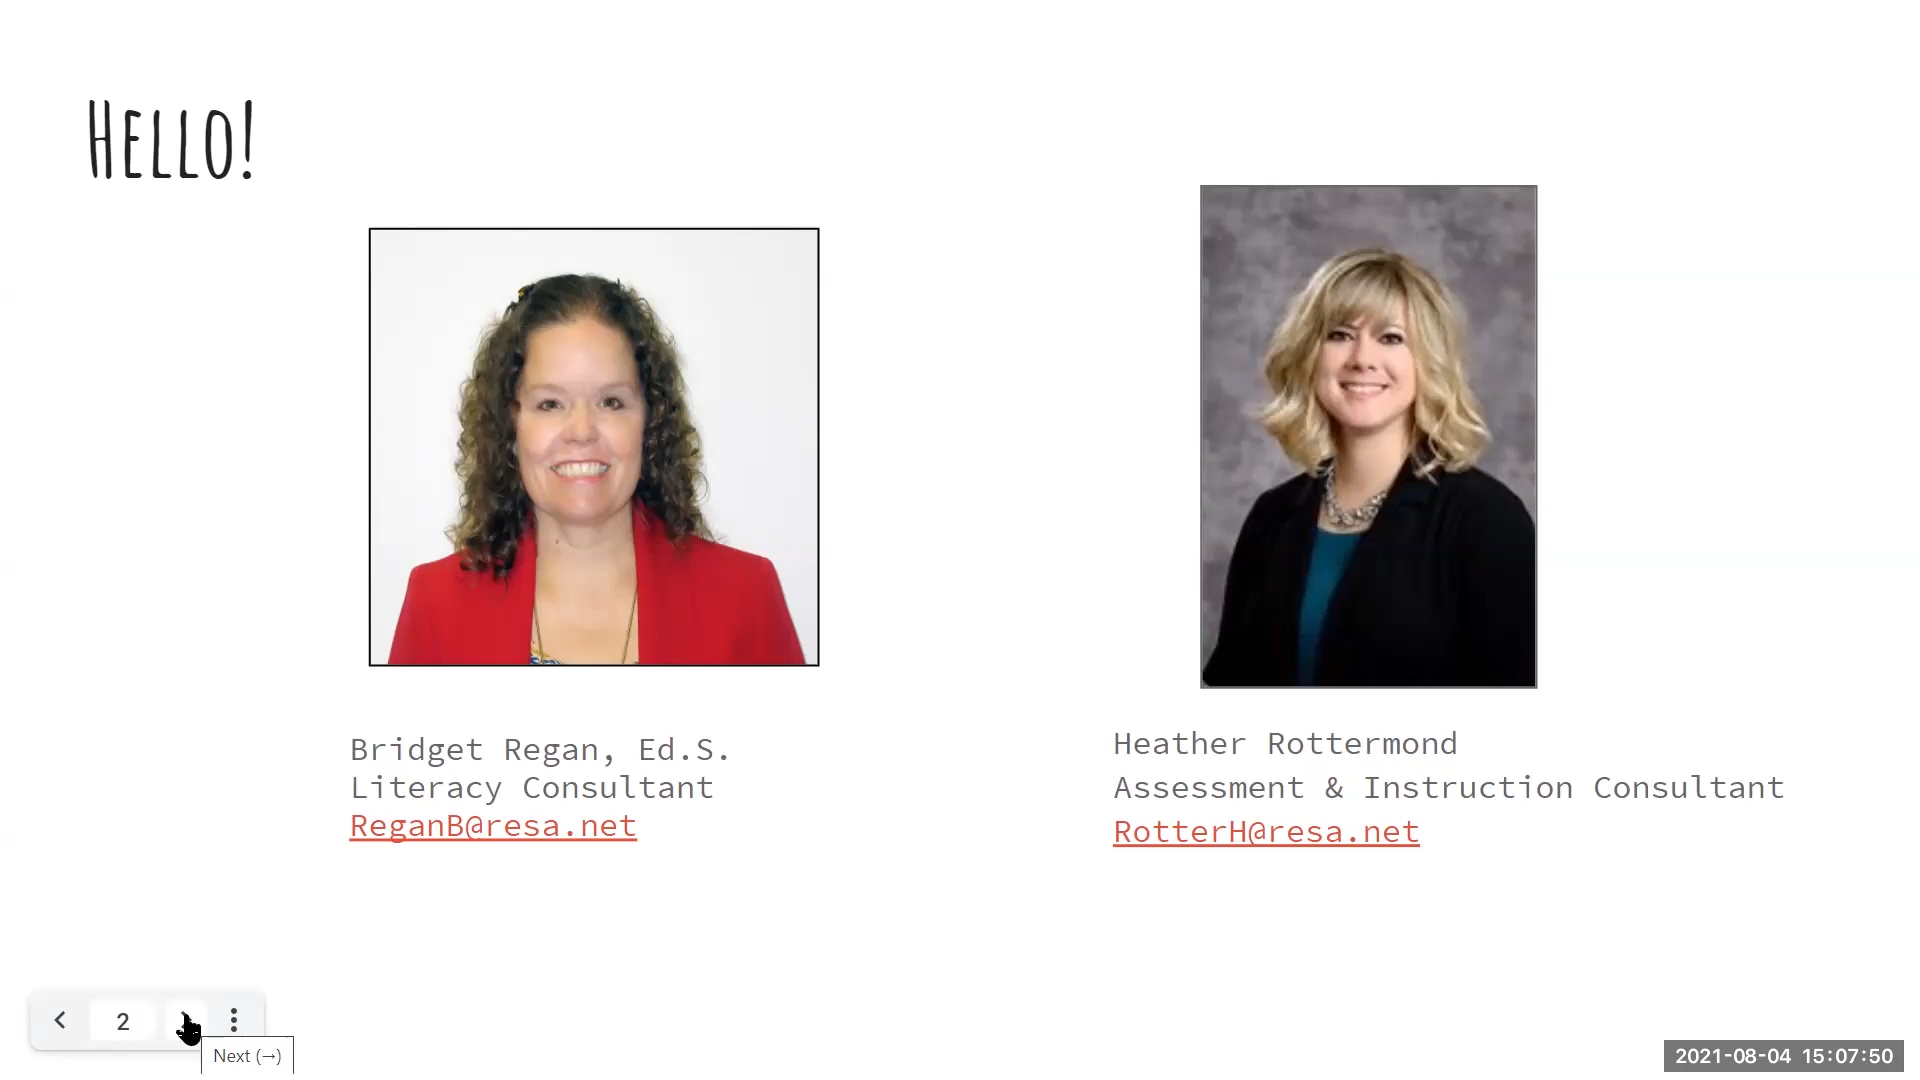 Hello!
Bridget Regan, Ed.S.
Literacy Consultant
ReganB@resa.net
Heather Rottermond
Assessment & Instruction Consultant
RotterH@resa.net
2
Next (→)
2021-08-04 15:07:50